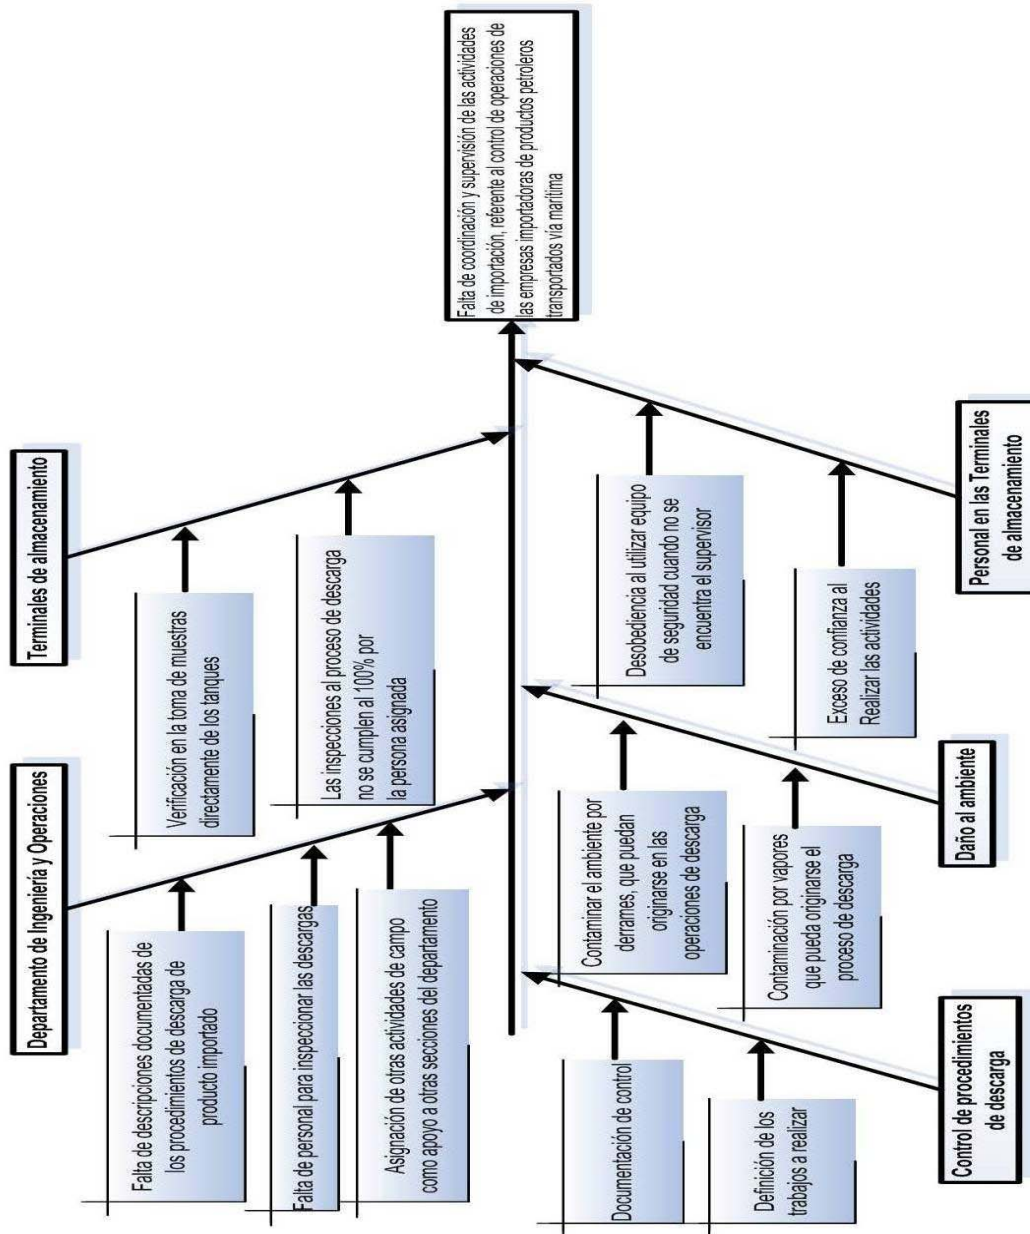 Departamento de Ingeniería y Operaciones
Falta de descripciones documentadas de
los procedimientos de descarga de
producto importado
Falta de personal para inspeccionar las descargas
Asignación de otras actividades de campo
como apoyo a otras secciones del departamento
Terminales de almacenamiento
Verificación en la toma de muestras
directamente de los tanques
Las inspecciones al proceso de descarga
no se cumplen al 100% por
la persona asignada
Falta de coordinación y supervisión de las actividades
de importación, referente al control de operaciones de
las empresas importadoras de productos petroleros
transportados vía marítima
Documentación de control
Definición de los
trabajos a realizar
Control de procedimientos
de descarga
Contaminar el ambiente por
derrames, que puedan
originarse en las
operaciones de descarga
Contaminación por vapores
que pueda originarse el
proceso de descarga
Daño al ambiente
Desobediencia al utilizar equipo
de seguridad cuando no se
encuentra el supervisor
Exceso de confianza al
Realizar las actividades
Personal en las Terminales
de almacenamiento